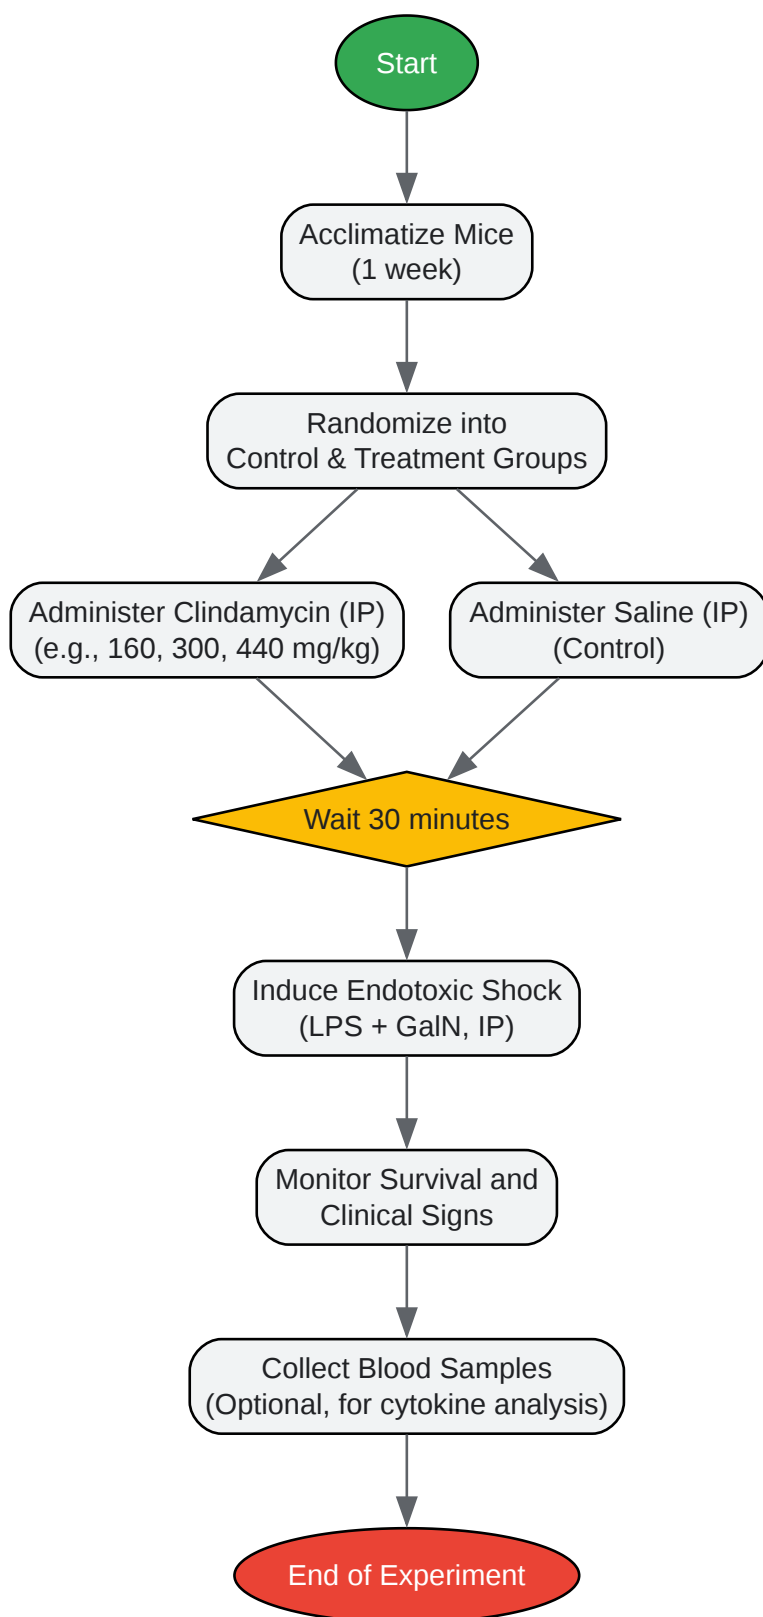 Start
Acclimatize Mice
(1 week)
Randomize into
Control & Treatment Groups
Administer Clindamycin (IP)
(e.g., 160, 300, 440 mg/kg)
Administer Saline (IP)
(Control)
Wait 30 minutes
Induce Endotoxic Shock
(LPS + GalN, IP)
Monitor Survival and
Clinical Signs
Collect Blood Samples
(Optional, for cytokine analysis)
End of Experiment